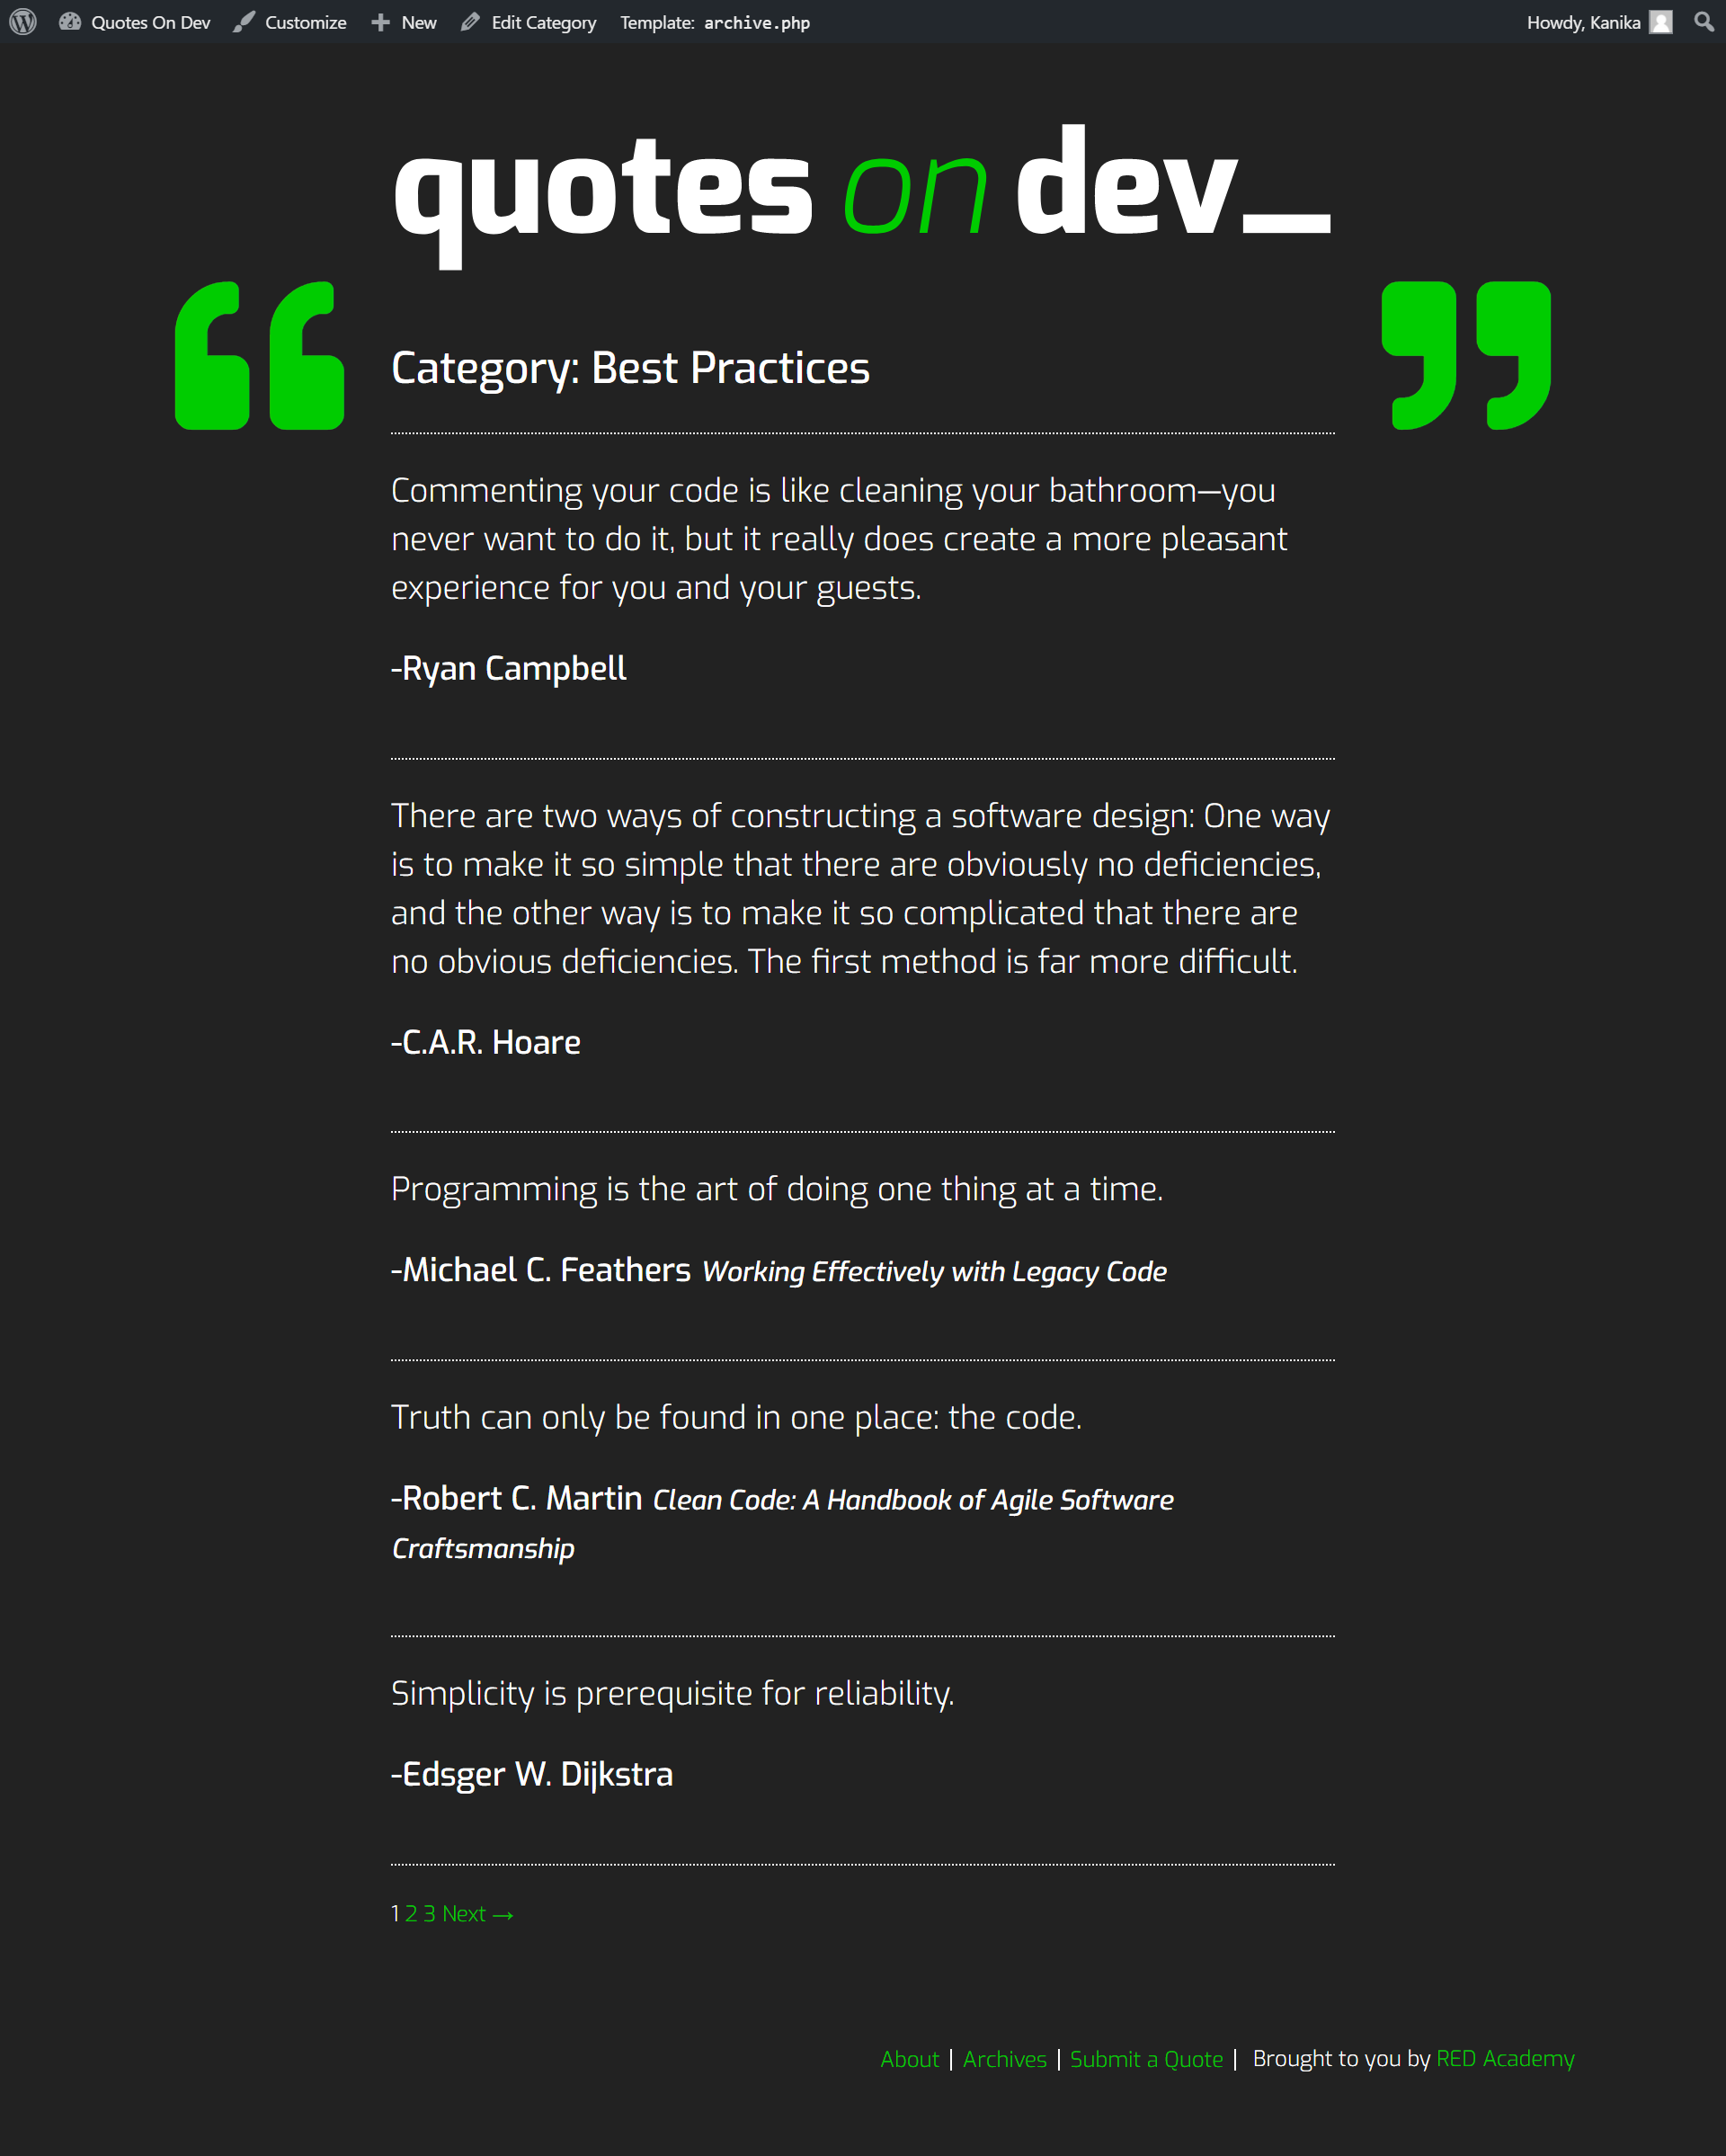 Quotes On Dev Customize New Edit Category Template: archive.php Howdy, Kanika
quotes on dev_
Category: Best Practices
Commenting your code is like cleaning your bathroom—you
never want to do it, but it really does create a more pleasant
experience for you and your guests.
-Ryan Campbell
There are two ways of constructing a software design: One way
is to make it so simple that there are obviously no deficiencies,
and the other way is to make it so complicated that there are
no obvious deficiencies. The first method is far more difficult.
-C.A.R. Hoare
Programming is the art of doing one thing at a time.
-Michael C. Feathers Working Effectively with Legacy Code
Truth can only be found in one place: the code.
-Robert C. Martin Clean Code: A Handbook of Agile Software
Craftsmanship
Simplicity is prerequisite for reliability.
-Edsger W. Dijkstra
1 2 3 Next →
About | Archives | Submit a Quote | Brought to you by RED Academy